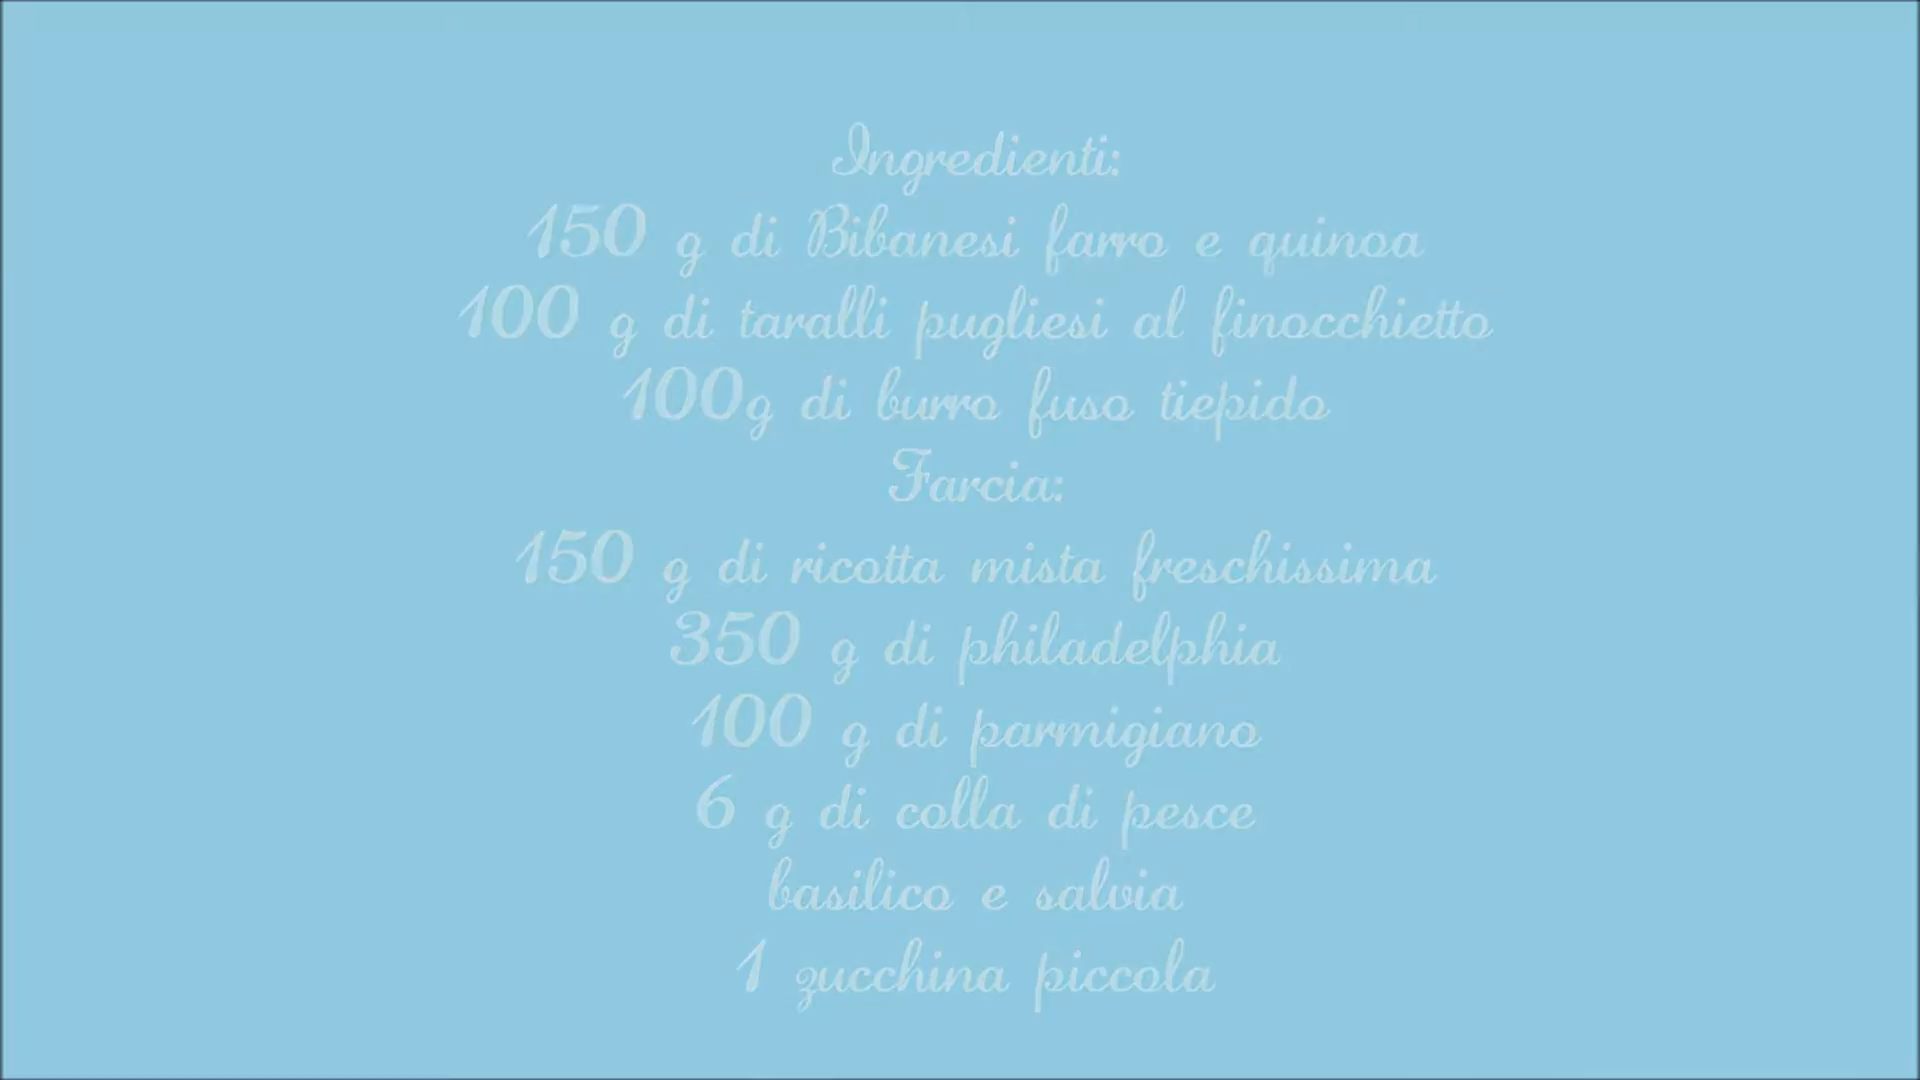 Ingredienti:
150 g di Bibanesi farro e quinoa
100 g di taralli pugliesi al finocchietto
100g di burro fuso tiepido
Farcia:
150 g di ricotta mista freschissima
350 g di philadelphia
100 g di parmigiano
6 g di colla di pesce
basilico e salvia
1 zucchina piccola